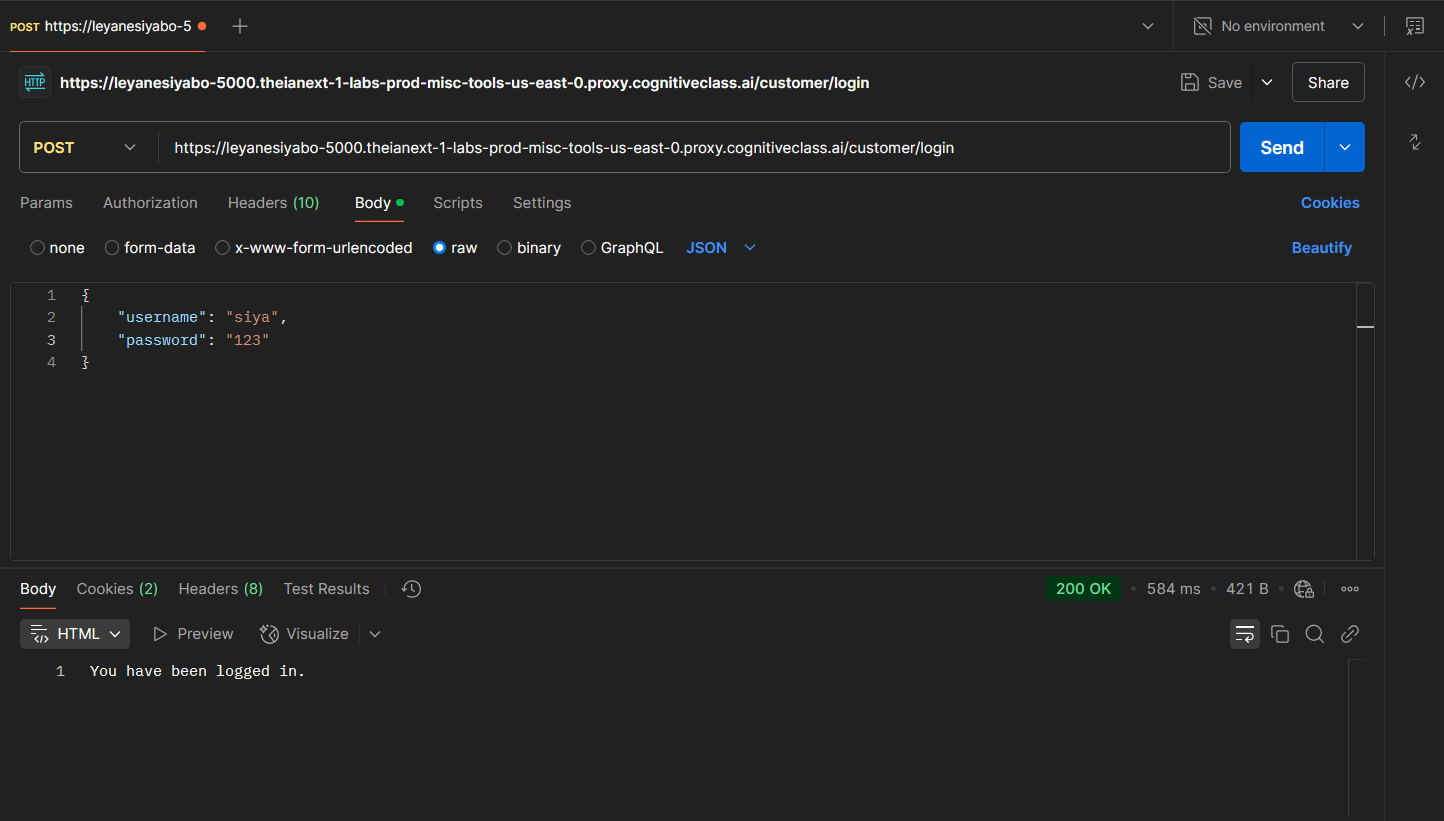 POST https://leyanesiyabo-5
No environment
HTTP https://leyanesiyabo-5000.theianext-1-labs-prod-misc-tools-us-east-0.proxy.cognitiveclass.ai/customer/login Save Share
POST https://leyanesiyabo-5000.theianext-1-labs-prod-misc-tools-us-east-0.proxy.cognitiveclass.ai/customer/login Send
Params Authorization Headers (10) Body Scripts Settings Cookies
none form-data x-www-form-urlencoded raw binary GraphQL JSON Beautify
1 {
2 "username": "siya",
3 "password": "123"
4 }
Body Cookies (2) Headers (8) Test Results 200 OK • 584 ms • 421 B •
HTML Preview Visualize
1 You have been logged in.